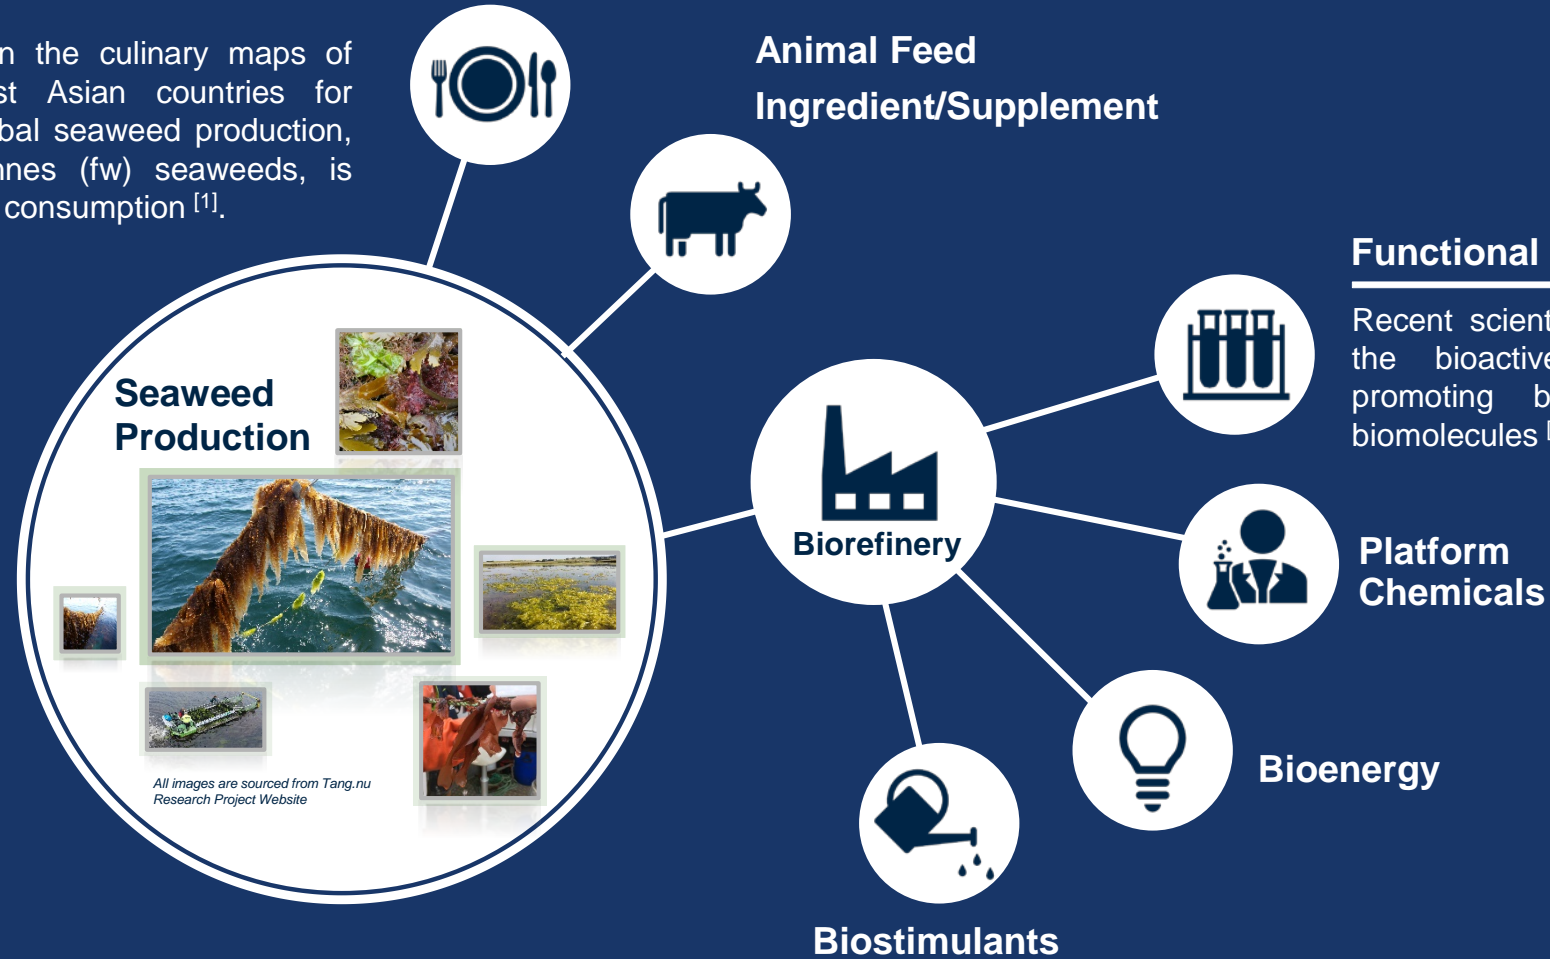 n the culinary maps of
st Asian countries for
bal seaweed production,
nnes (fw) seaweeds, is
consumption [1].
Animal Feed
Ingredient/Supplement
Functional
Recent scient
the bioactive
promoting b
biomolecules [
Seaweed
Production
Biorefinery
Platform
Chemicals
All images are sourced from Tang.nu
Research Project Website
Bioenergy
Biostimulants